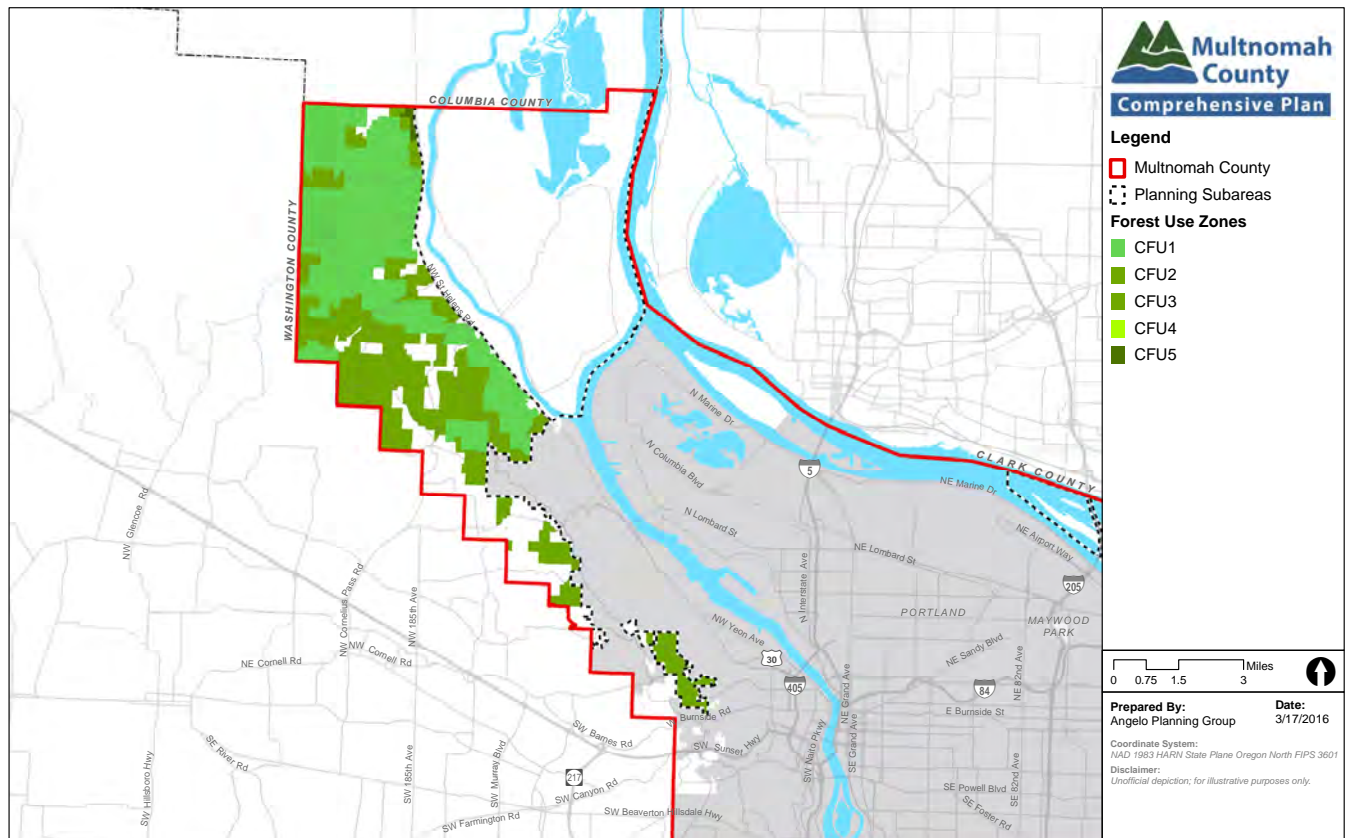 COLUMBIA COUNTY
WASHINGTON COUNTY
NW St Helens Rd
CLARK COUNTY
N Marine Dr
NE Marine Dr
N Columbia Blvd
5
N Lombard St
NE Lombard St
NE Airport Way
205
N Interstate Ave
PORTLAND
MAYWOOD
PARK
NW Yeon Ave
30
405
NE Sandy Blvd
NE 82nd Ave
84
NE Grand Ave
E Burnside St
W Burnside Rd
NW Glencoe Rd
NW Cornelius Pass Rd
NW 185th Ave
NE Cornell Rd
NW Cornell Rd
SW Barnes Rd
SW Sunset Hwy
SW Naito Pkwy
SE Grand Ave
SE River Rd
SW Hillsboro Hwy
SW 185th Ave
SW Murray Blvd
217
SW Canyon Rd
SW Farmington Rd
SW Beaverton Hillsdale Hwy
SE Powell Blvd
SE Foster Rd
SE 82nd Ave
Multnomah
County
Comprehensive Plan
Legend
Multnomah County
Planning Subareas
Forest Use Zones
CFU1
CFU2
CFU3
CFU4
CFU5
Miles
0 0.75 1.5 3
Prepared By: Date:
Angelo Planning Group 3/17/2016
Coordinate System:
NAD 1983 HARN State Plane Oregon North FIPS 3601
Disclaimer:
Unofficial depiction; for illustrative purposes only.